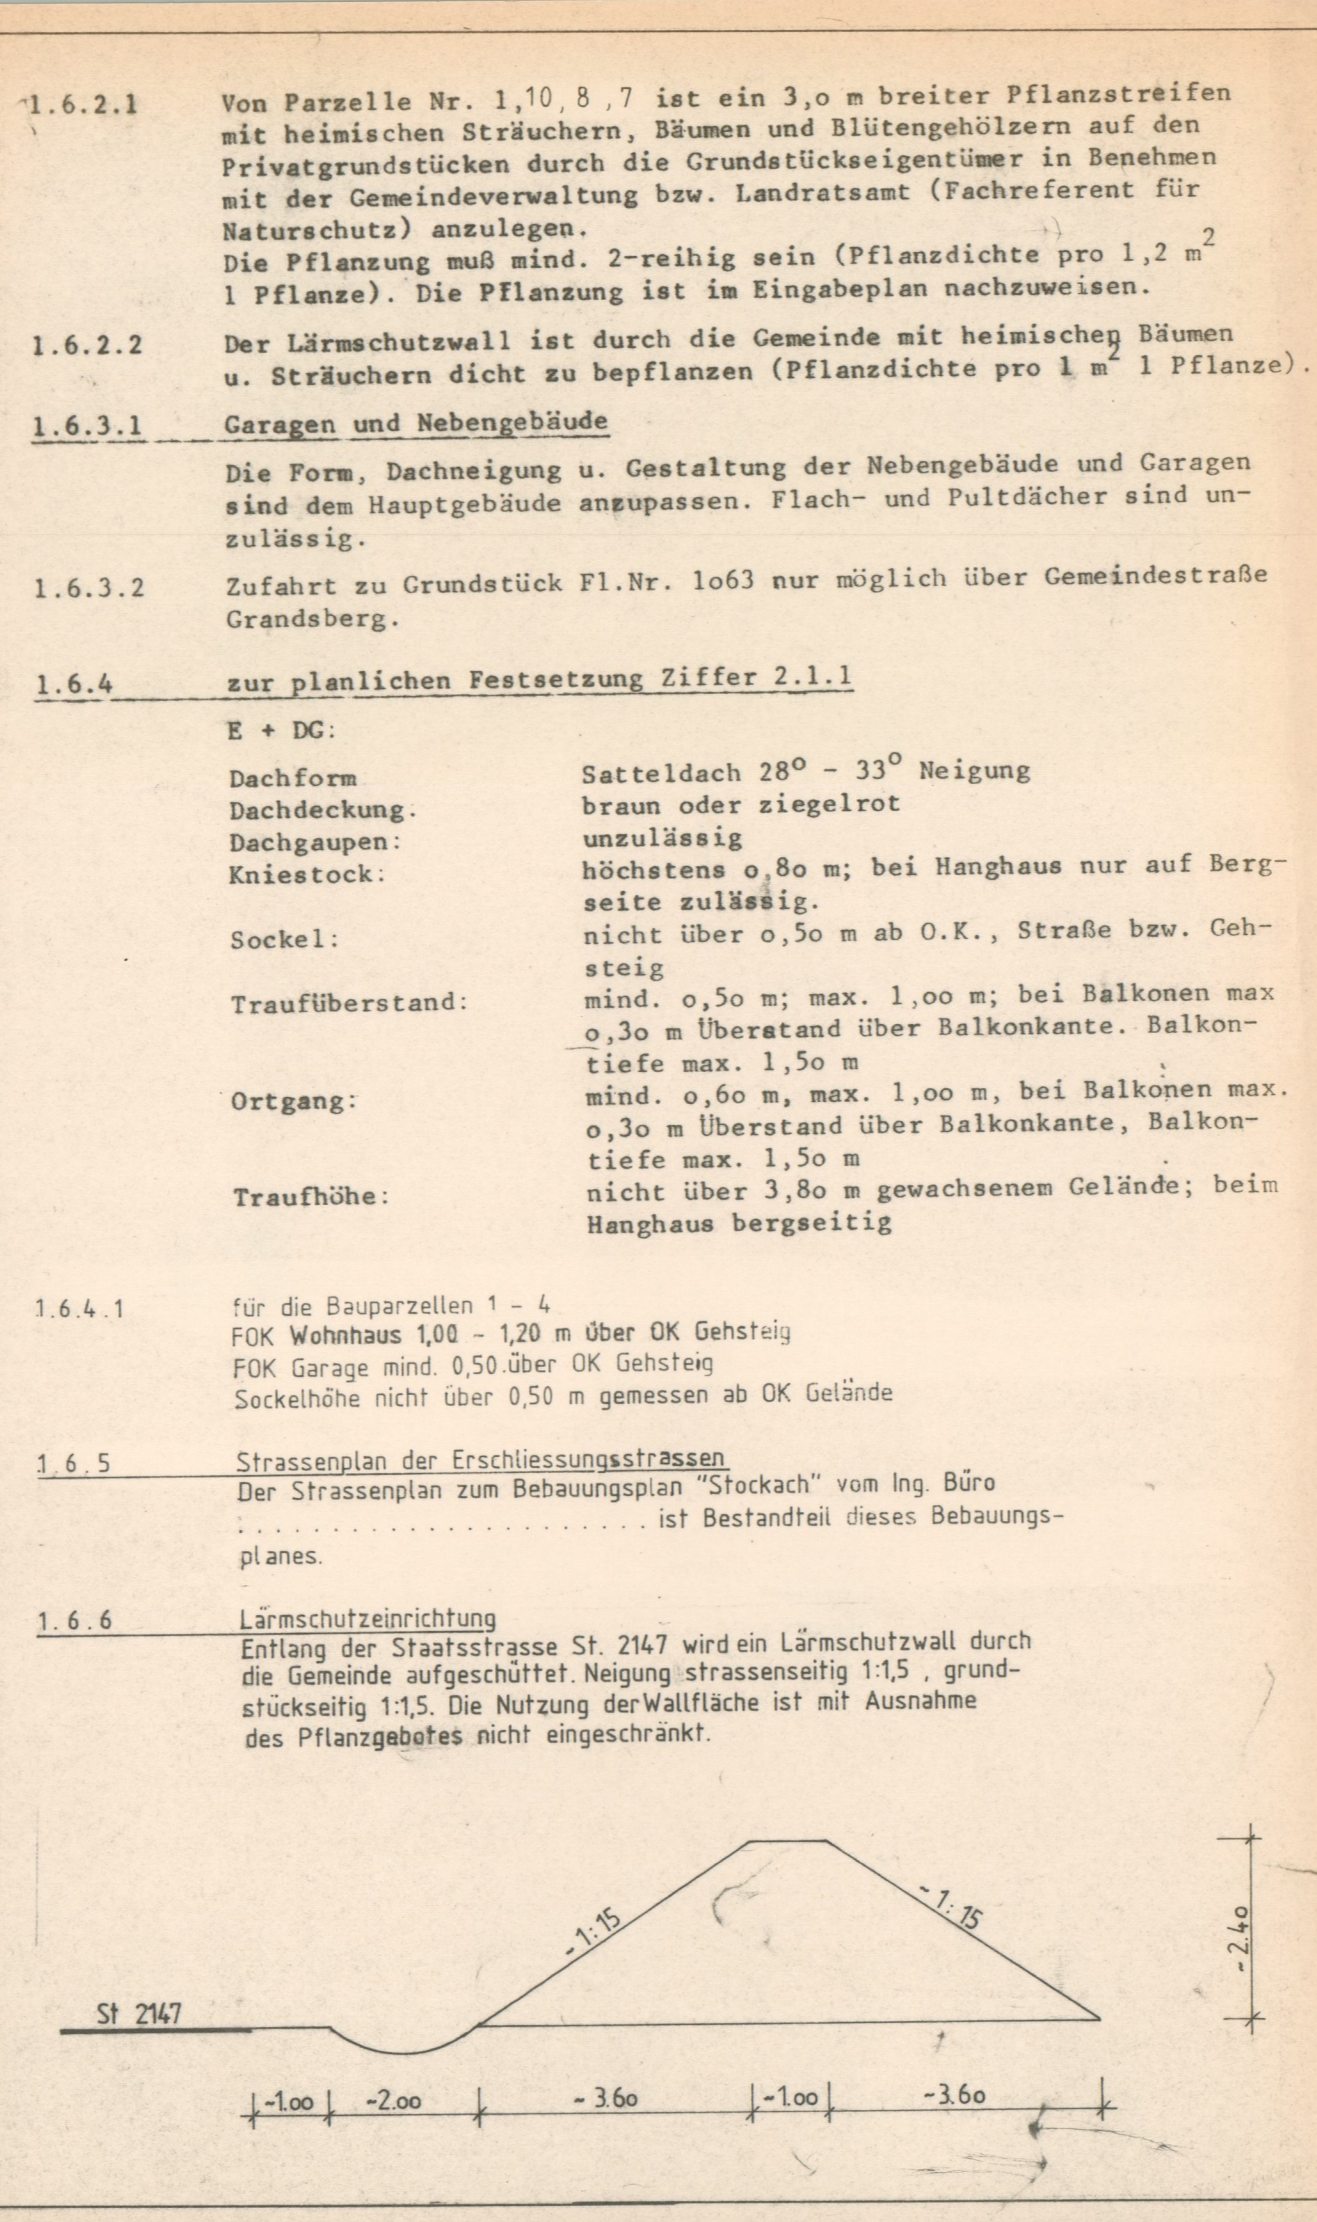 1.6.2.1 Von Parzelle Nr. 1,10, 8 ,7 ist ein 3,o m breiter Pflanzstreifen
mit heimischen Sträuchern, Bäumen und Blütengehölzern auf den
Privatgrundstücken durch die Grundstückseigentümer in Benehmen
mit der Gemeindeverwaltung bzw. Landratsamt (Fachreferent für
Naturschutz) anzulegen.
Die Pflanzung muß mind. 2-reihig sein (Pflanzdichte pro 1,2 m²
1 Pflanze). Die Pflanzung ist im Eingabeplan nachzuweisen.
1.6.2.2 Der Lärmschutzwall ist durch die Gemeinde mit heimischen Bäumen
u. Sträuchern dicht zu bepflanzen (Pflanzdichte pro 1 m² 1 Pflanze).
1.6.3.1 Garagen und Nebengebäude
Die Form, Dachneigung u. Gestaltung der Nebengebäude und Garagen
sind dem Hauptgebäude anzupassen. Flach- und Pultdächer sind un-
zulässig.
1.6.3.2 Zufahrt zu Grundstück Fl.Nr. 1o63 nur möglich über Gemeindestraße
Grandsberg.
1.6.4 zur planlichen Festsetzung Ziffer 2.1.1
E + DG:
Dachform Satteldach 28° - 33° Neigung
Dachdeckung. braun oder ziegelrot
Dachgaupen: unzulässig
Kniestock: höchstens o,8o m; bei Hanghaus nur auf Berg-
seite zulässig.
Sockel: nicht über o,5o m ab O.K., Straße bzw. Geh-
steig
Traufüberstand: mind. o,5o m; max. 1,oo m; bei Balkonen max
o,3o m Überstand über Balkonkante. Balkon-
tiefe max. 1,5o m
Ortgang: mind. o,6o m, max. 1,oo m, bei Balkonen max.
o,3o m Überstand über Balkonkante, Balkon-
tiefe max. 1,5o m
Traufhöhe: nicht über 3,8o m gewachsenem Gelände; beim
Hanghaus bergseitig
1.6.4.1 für die Bauparzellen 1 - 4
FOK Wohnhaus 1,00 - 1,20 m über OK Gehsteig
FOK Garage mind. 0,50.über OK Gehsteig
Sockelhöhe nicht über 0,50 m gemessen ab OK Gelände
1.6.5 Strassenplan der Erschliessungsstrassen
Der Strassenplan zum Bebauungsplan "Stockach" vom Ing. Büro
. . . . . . . . . . . . . . . . . . . . . . ist Bestandteil dieses Bebauungs-
planes.
1.6.6 Lärmschutzeinrichtung
Entlang der Staatsstrasse St. 2147 wird ein Lärmschutzwall durch
die Gemeinde aufgeschüttet. Neigung strassenseitig 1:1,5 , grund-
stückseitig 1:1,5. Die Nutzung der Wallfläche ist mit Ausnahme
des Pflanzgebotes nicht eingeschränkt.
~ 1:15
~ 1:15
~ 2.40
St 2147
~1.00 ~2.00 ~ 3.60 ~1.00 ~3.60